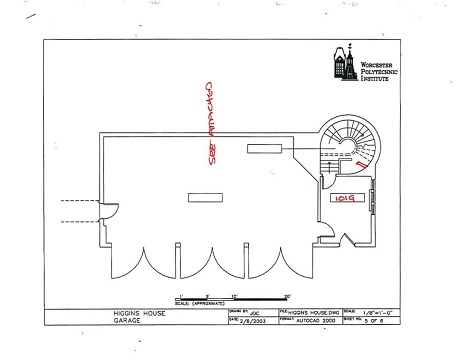 WORCESTER
POLYTECHNIC
INSTITUTE
SEE ATTACHED
101G
1' 5' 10' 20'
SCALE: (APPROXIMATE)
HIGGINS HOUSE
GARAGE
DRAWN BY: JOC
DATE: 2/6/2003
FILE: HIGGINS HOUSE.DWG
FORMAT: AUTOCAD 2000
SCALE: 1/8"=1'-0"
SHEET NO. 5 OF 6